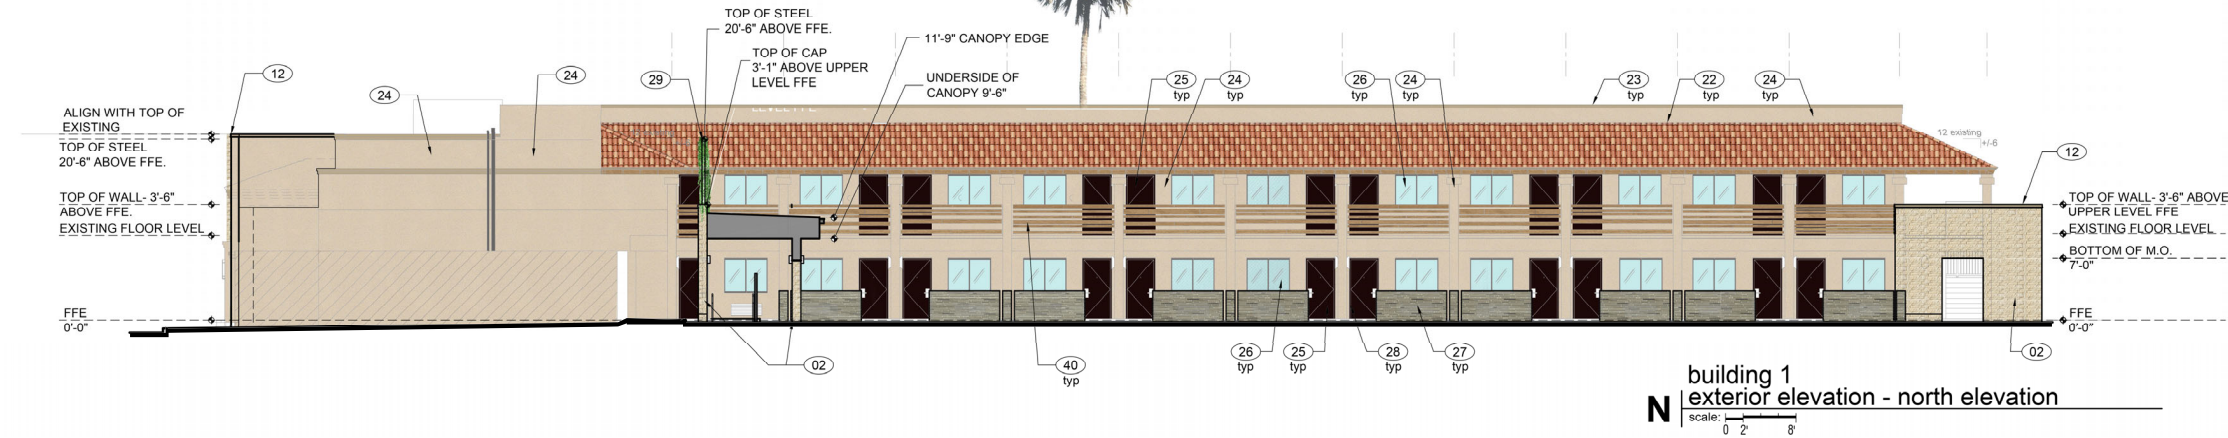 TOP OF STEEL
20'-6" ABOVE FFE.
11'-9" CANOPY EDGE
TOP OF CAP
3'-1" ABOVE UPPER
LEVEL FFE
UNDERSIDE OF
CANOPY 9'-6"
12
24
24
29
25
typ
24
typ
26
typ
24
typ
23
typ
22
typ
24
typ
LEVEL FFE
ALIGN WITH TOP OF
EXISTING
TOP OF STEEL
20'-6" ABOVE FFE.
12 existing
+/-6
12
TOP OF WALL- 3'-6"
ABOVE FFE.
EXISTING FLOOR LEVEL
TOP OF WALL- 3'-6" ABOVE
UPPER LEVEL FFE
EXISTING FLOOR LEVEL
BOTTOM OF M.O.
7'-0"
FFE
0'-0"
FFE
0'-0"
02
40
typ
26
typ
25
typ
28
typ
27
typ
02
building 1
N exterior elevation - north elevation
scale:
0 2' 8'